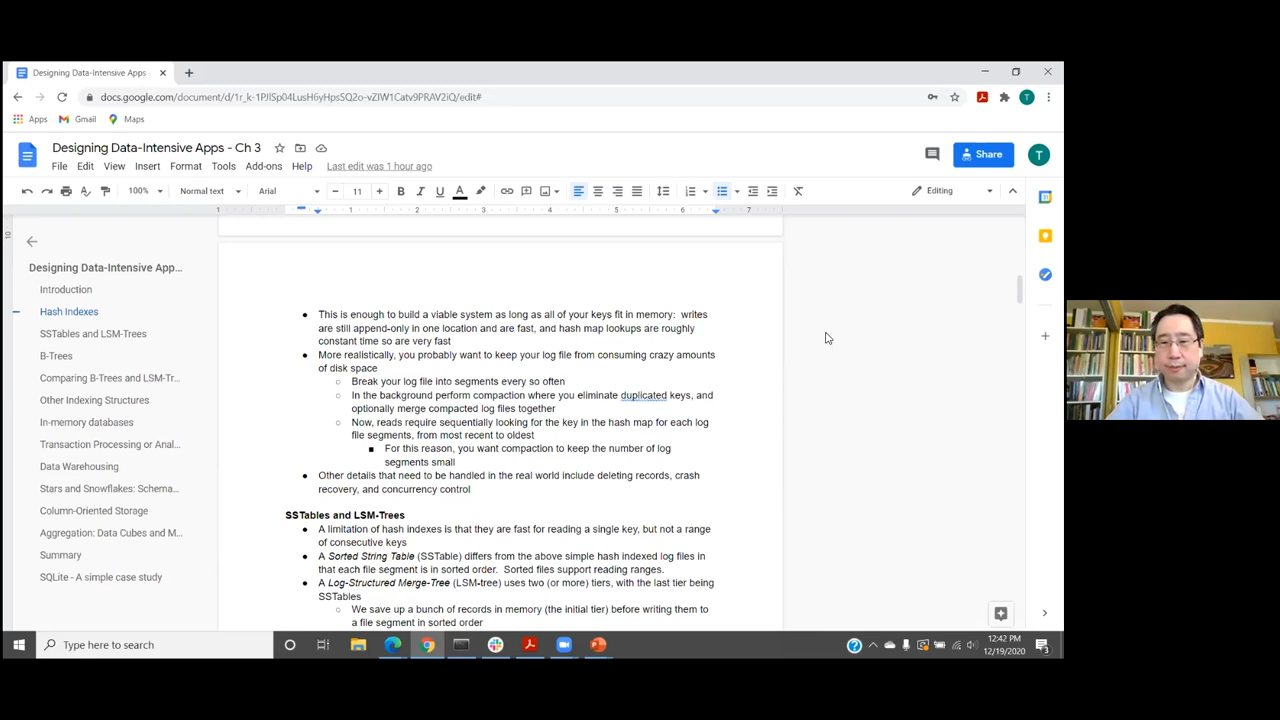 Designing Data-Intensive Apps
docs.google.com/document/d/1r_k-1PJlSp04LusH6yHpsSQ2o-vZIW1Catv9PRAV2iQ/edit#
T
Apps
Gmail
Maps
Designing Data-Intensive Apps - Ch 3
Share
T
File Edit View Insert Format Tools Add-ons Help Last edit was 1 hour ago
100% Normal text Arial 11 B I U A Editing
1 1 2 3 4 5 6 7
Designing Data-Intensive App...
Introduction
Hash Indexes
SSTables and LSM-Trees
B-Trees
Comparing B-Trees and LSM-Tr...
Other Indexing Structures
In-memory databases
Transaction Processing or Anal...
Data Warehousing
Stars and Snowflakes: Schema...
Column-Oriented Storage
Aggregation: Data Cubes and M...
Summary
SQLite - A simple case study
This is enough to build a viable system as long as all of your keys fit in memory: writes
are still append-only in one location and are fast, and hash map lookups are roughly
constant time so are very fast
More realistically, you probably want to keep your log file from consuming crazy amounts
of disk space
Break your log file into segments every so often
In the background perform compaction where you eliminate duplicated keys, and
optionally merge compacted log files together
Now, reads require sequentially looking for the key in the hash map for each log
file segments, from most recent to oldest
For this reason, you want compaction to keep the number of log
segments small
Other details that need to be handled in the real world include deleting records, crash
recovery, and concurrency control
SSTables and LSM-Trees
A limitation of hash indexes is that they are fast for reading a single key, but not a range
of consecutive keys
A Sorted String Table (SSTable) differs from the above simple hash indexed log files in
that each file segment is in sorted order. Sorted files support reading ranges.
A Log-Structured Merge-Tree (LSM-tree) uses two (or more) tiers, with the last tier being
SSTables
We save up a bunch of records in memory (the initial tier) before writing them to
a file segment in sorted order
Type here to search
12:42 PM
12/19/2020
3